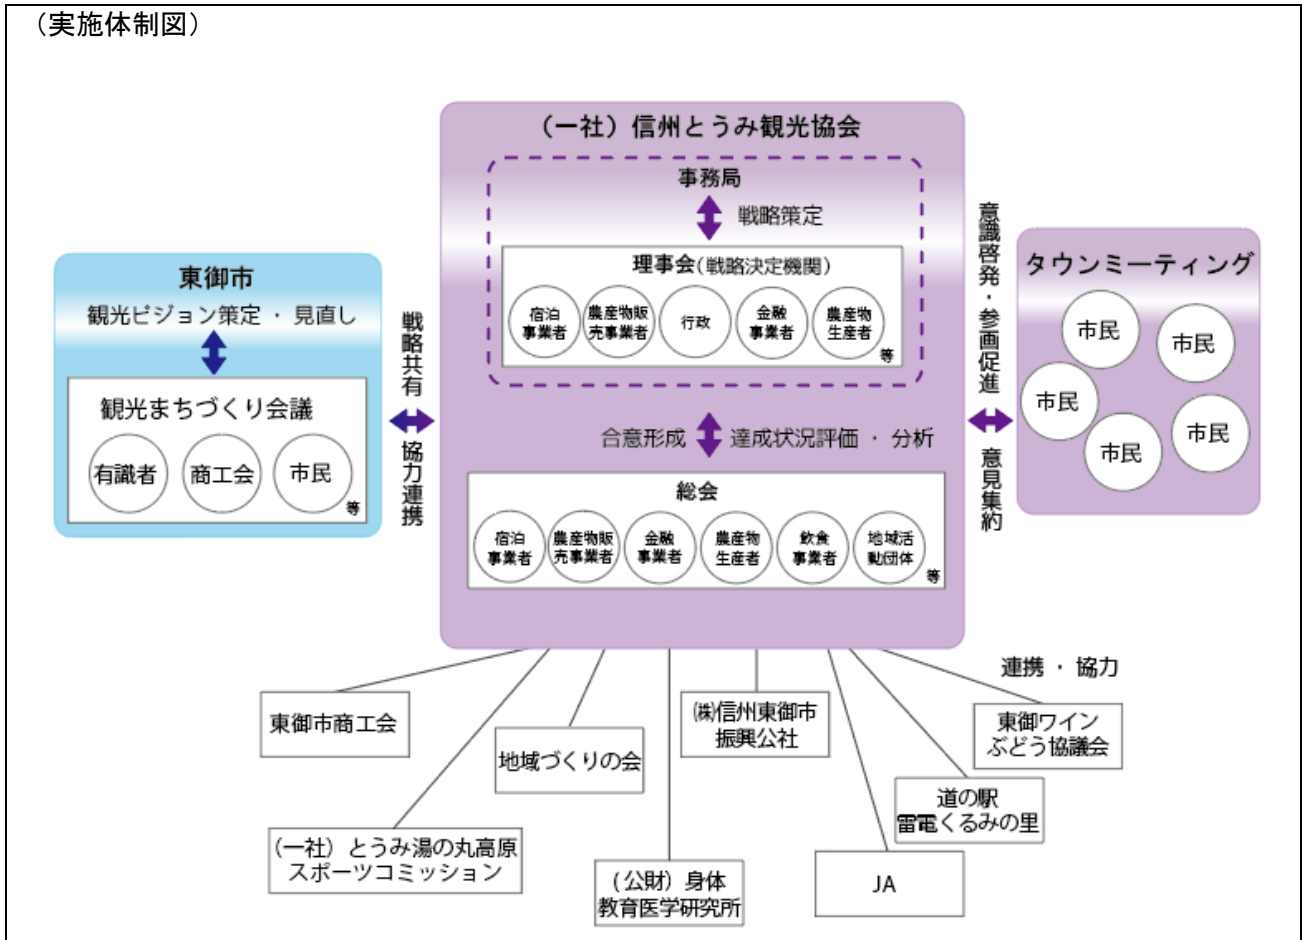 （実施体制図）
（一社）信州とうみ観光協会
事務局
戦略策定
理事会(戦略決定機関)
宿泊
事業者
農産物販
売事業者
行政
金融
事業者
農産物
生産者
等
合意形成
達成状況評価 ・ 分析
総会
宿泊
事業者
農産物販
売事業者
金融
事業者
農産物
生産者
飲食
事業者
地域活
動団体
等
東御市
観光ビジョン策定 ・ 見直し
観光まちづくり会議
有識者
商工会
市民
等
戦略共有
協力連携
意識啓発・参画促進
意見集約
タウンミーティング
市民
市民
市民
市民
市民
連携 ・ 協力
東御市商工会
（一社）とうみ湯の丸高原
スポーツコミッション
地域づくりの会
（公財）身体
教育医学研究所
㈱信州東御市
振興公社
JA
道の駅
雷電くるみの里
東御ワイン
ぶどう協議会